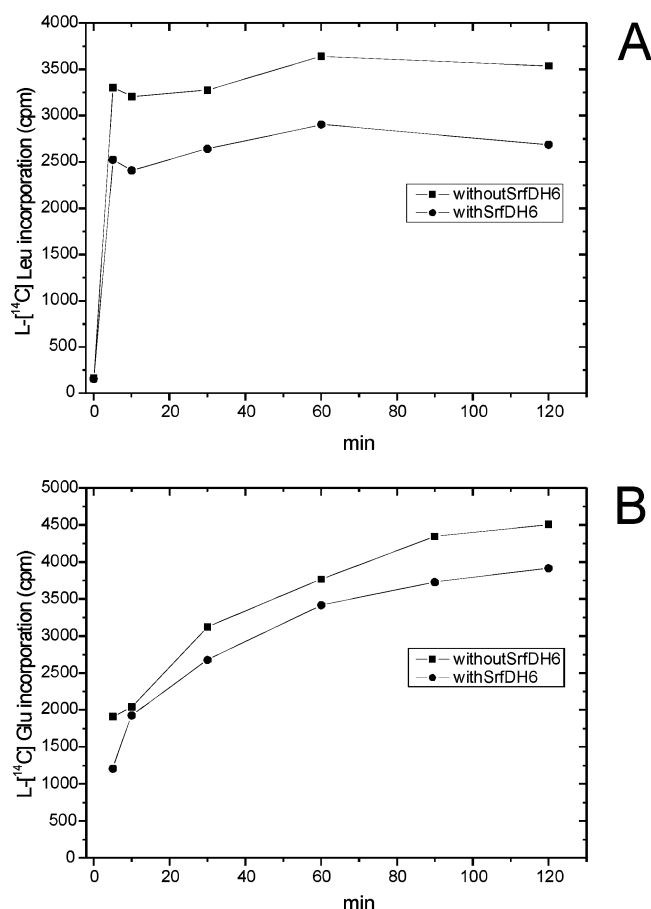 A
4000
3500
3000
2500
2000
1500
1000
500
0
L-[¹⁴C] Leu incorporation (cpm)
withoutSrfDH6
withSrfDH6
0 20 40 60 80 100 120
min
B
5000
4500
4000
3500
3000
2500
2000
1500
1000
500
0
L-[¹⁴C] Glu incorporation (cpm)
withoutSrfDH6
withSrfDH6
0 20 40 60 80 100 120
min